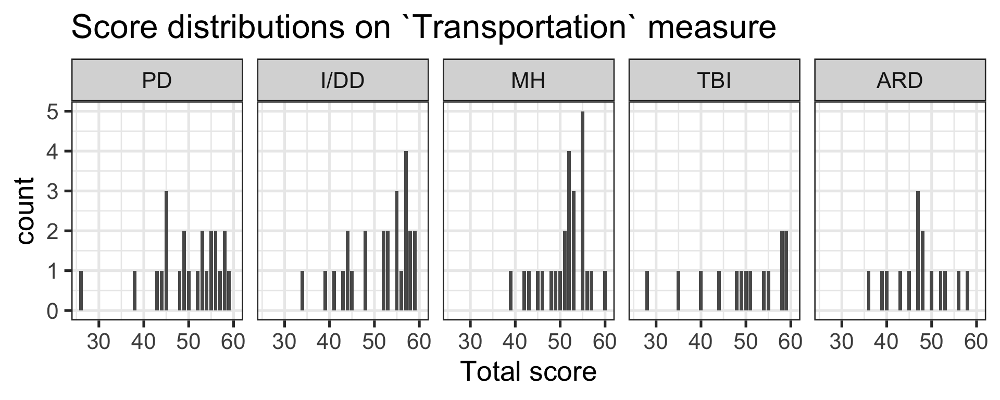 Score distributions on `Transportation` measure
PD I/DD MH TBI ARD
5
4
3
2
1
0
count
30 40 50 60 30 40 50 60 30 40 50 60 30 40 50 60 30 40 50 60
Total score